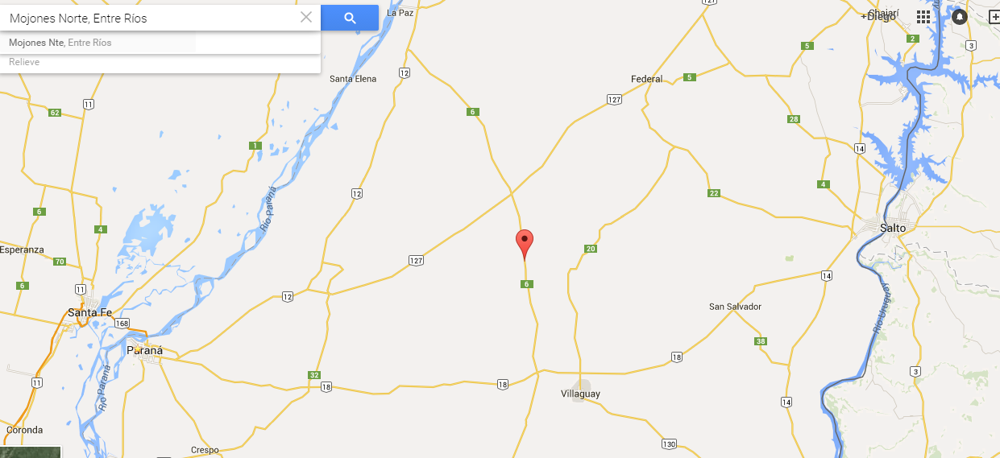 Mojones Norte, Entre Ríos
Mojones Nte, Entre Ríos
Relieve
+Diego
La Paz
127
Chajarí
2
5
3
Santa Elena
12
Federal
5
11
127
62
6
28
1
14
Río Paraná
12
22
4
6
4
Salto
Esperanza
20
70
127
14
6
11
6
12
Río Uruguay
San Salvador
Santa Fe
168
38
Paraná
18
32
3
11
18
18
Río Paraná
Villaguay
14
Coronda
Crespo
130